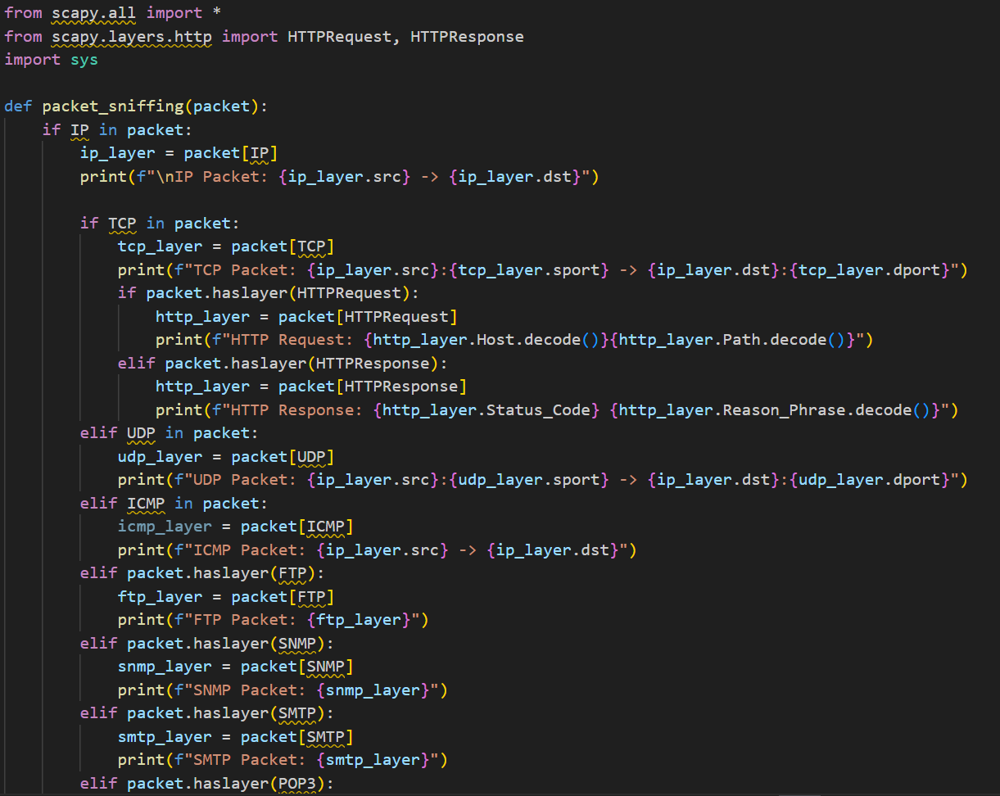 from scapy.all import *
from scapy.layers.http import HTTPRequest, HTTPResponse
import sys

def packet_sniffing(packet):
    if IP in packet:
        ip_layer = packet[IP]
        print(f"\nIP Packet: {ip_layer.src} -> {ip_layer.dst}")

        if TCP in packet:
            tcp_layer = packet[TCP]
            print(f"TCP Packet: {ip_layer.src}:{tcp_layer.sport} -> {ip_layer.dst}:{tcp_layer.dport}")
            if packet.haslayer(HTTPRequest):
                http_layer = packet[HTTPRequest]
                print(f"HTTP Request: {http_layer.Host.decode()}{http_layer.Path.decode()}")
            elif packet.haslayer(HTTPResponse):
                http_layer = packet[HTTPResponse]
                print(f"HTTP Response: {http_layer.Status_Code} {http_layer.Reason_Phrase.decode()}")
        elif UDP in packet:
            udp_layer = packet[UDP]
            print(f"UDP Packet: {ip_layer.src}:{udp_layer.sport} -> {ip_layer.dst}:{udp_layer.dport}")
        elif ICMP in packet:
            icmp_layer = packet[ICMP]
            print(f"ICMP Packet: {ip_layer.src} -> {ip_layer.dst}")
        elif packet.haslayer(FTP):
            ftp_layer = packet[FTP]
            print(f"FTP Packet: {ftp_layer}")
        elif packet.haslayer(SNMP):
            snmp_layer = packet[SNMP]
            print(f"SNMP Packet: {snmp_layer}")
        elif packet.haslayer(SMTP):
            smtp_layer = packet[SMTP]
            print(f"SMTP Packet: {smtp_layer}")
        elif packet.haslayer(POP3):